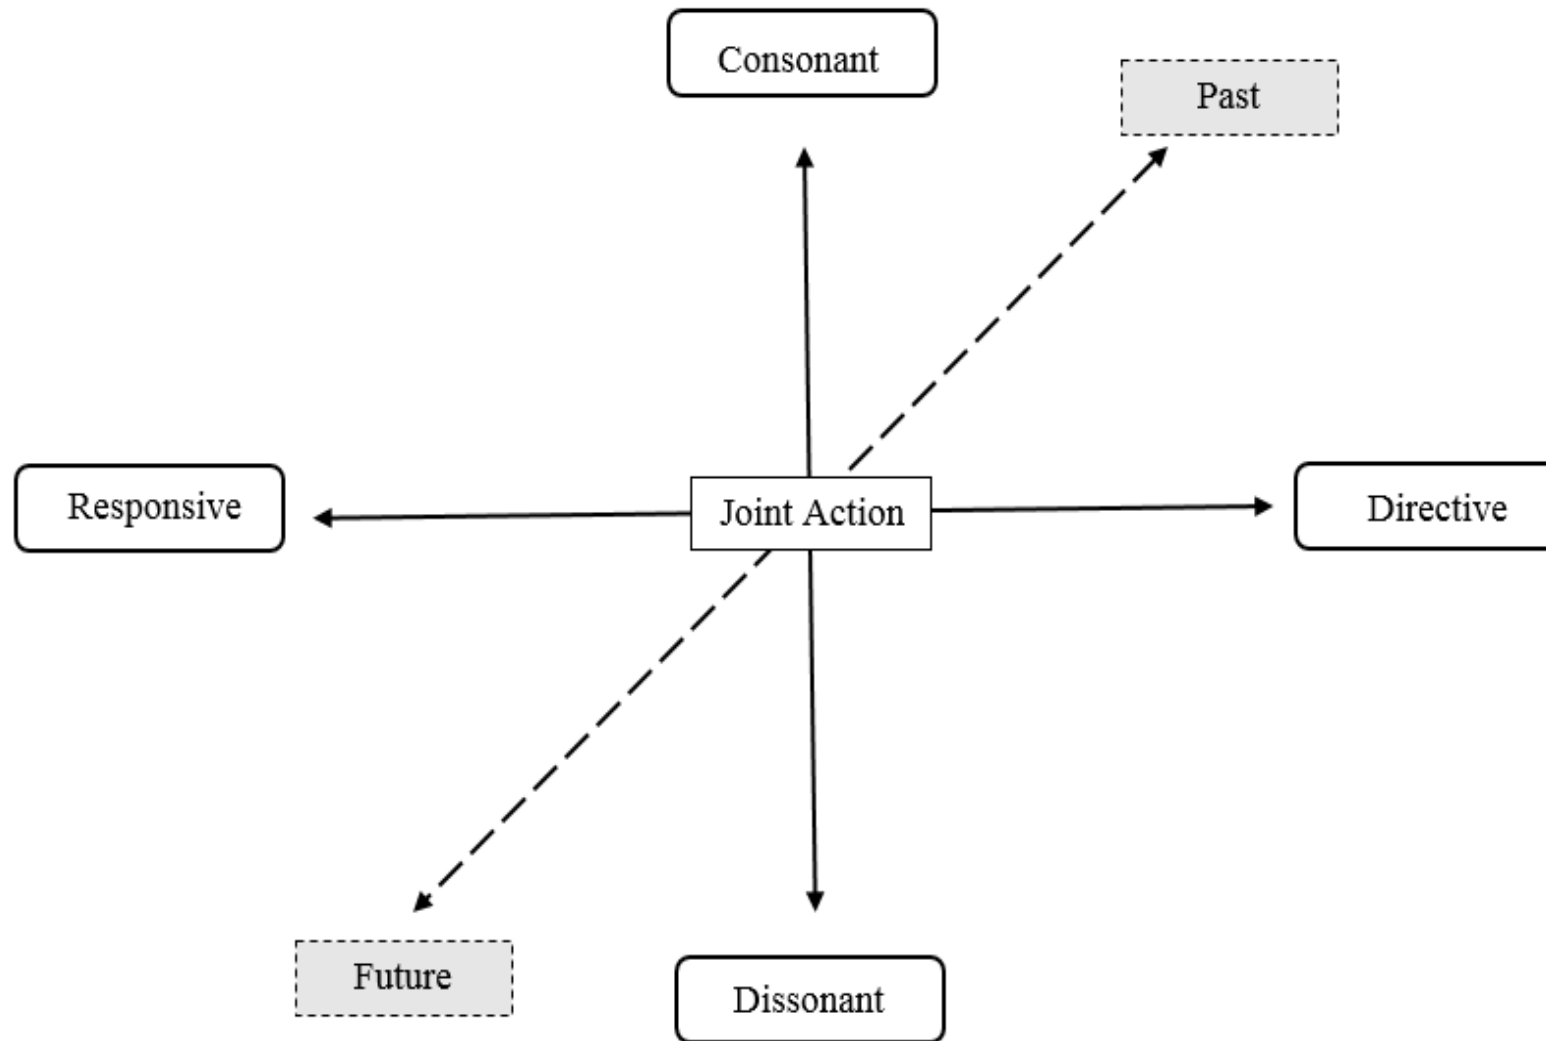 Consonant
Past
Responsive
Joint Action
Directive
Future
Dissonant